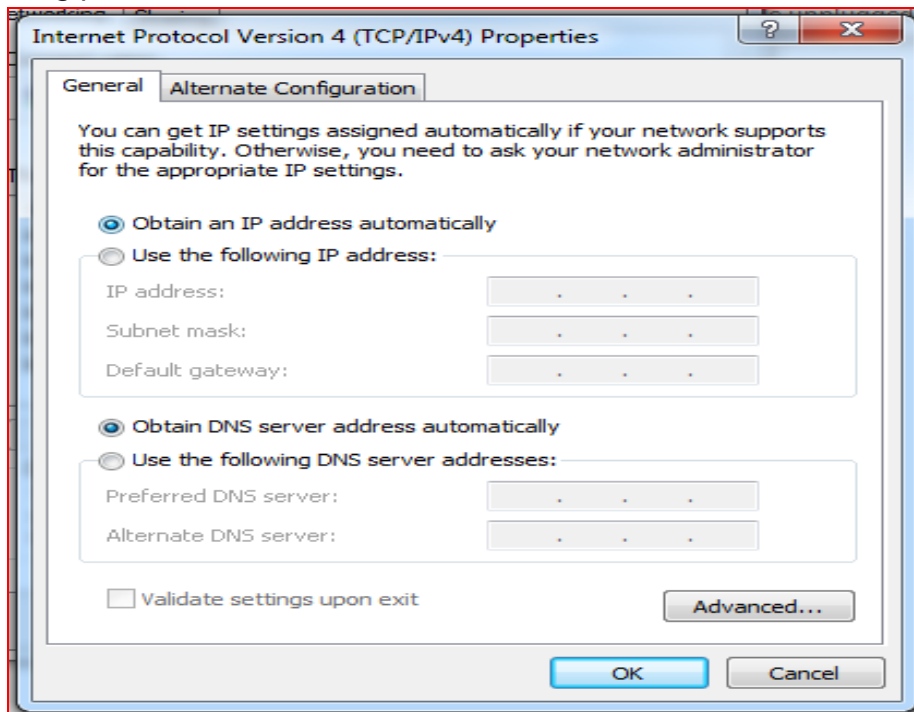 Internet Protocol Version 4 (TCP/IPv4) Properties
General
Alternate Configuration
You can get IP settings assigned automatically if your network supports
this capability. Otherwise, you need to ask your network administrator
for the appropriate IP settings.
Obtain an IP address automatically
Use the following IP address:
IP address:
Subnet mask:
Default gateway:
Obtain DNS server address automatically
Use the following DNS server addresses:
Preferred DNS server:
Alternate DNS server:
Validate settings upon exit
Advanced...
OK
Cancel